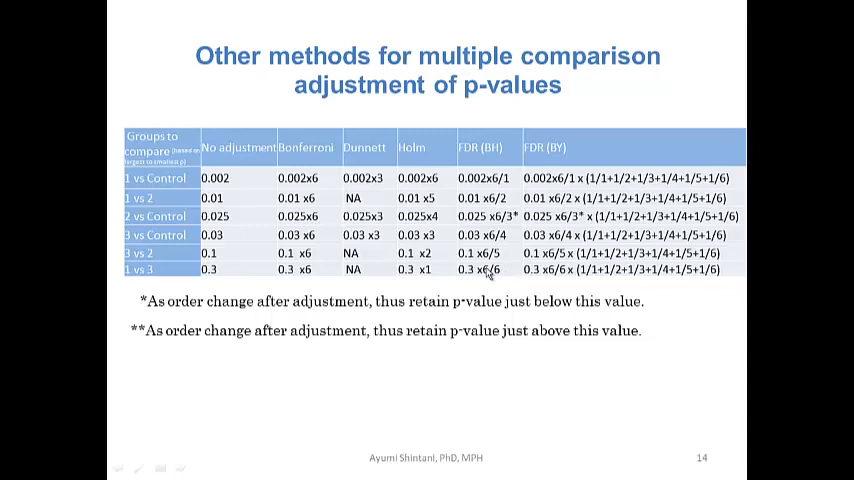 Other methods for multiple comparison
adjustment of p-values
Groups to compare (based on largest to smallest p) No adjustment Bonferroni Dunnett Holm FDR (BH) FDR (BY)
1 vs Control 0.002 0.002x6 0.002x3 0.002x6 0.002x6/1 0.002x6/1 x (1/1+1/2+1/3+1/4+1/5+1/6)
1 vs 2 0.01 0.01 x6 NA 0.01 x5 0.01 x6/2 0.01 x6/2 x (1/1+1/2+1/3+1/4+1/5+1/6)
2 vs Control 0.025 0.025x6 0.025x3 0.025x4 0.025 x6/3* 0.025 x6/3* x (1/1+1/2+1/3+1/4+1/5+1/6)
3 vs Control 0.03 0.03 x6 0.03 x3 0.03 x3 0.03 x6/4 0.03 x6/4 x (1/1+1/2+1/3+1/4+1/5+1/6)
3 vs 2 0.1 0.1 x6 NA 0.1 x2 0.1 x6/5 0.1 x6/5 x (1/1+1/2+1/3+1/4+1/5+1/6)
1 vs 3 0.3 0.3 x6 NA 0.3 x1 0.3 x6/6 0.3 x6/6 x (1/1+1/2+1/3+1/4+1/5+1/6)
*As order change after adjustment, thus retain p-value just below this value.
**As order change after adjustment, thus retain p-value just above this value.
Ayumi Shintani, PhD, MPH
14